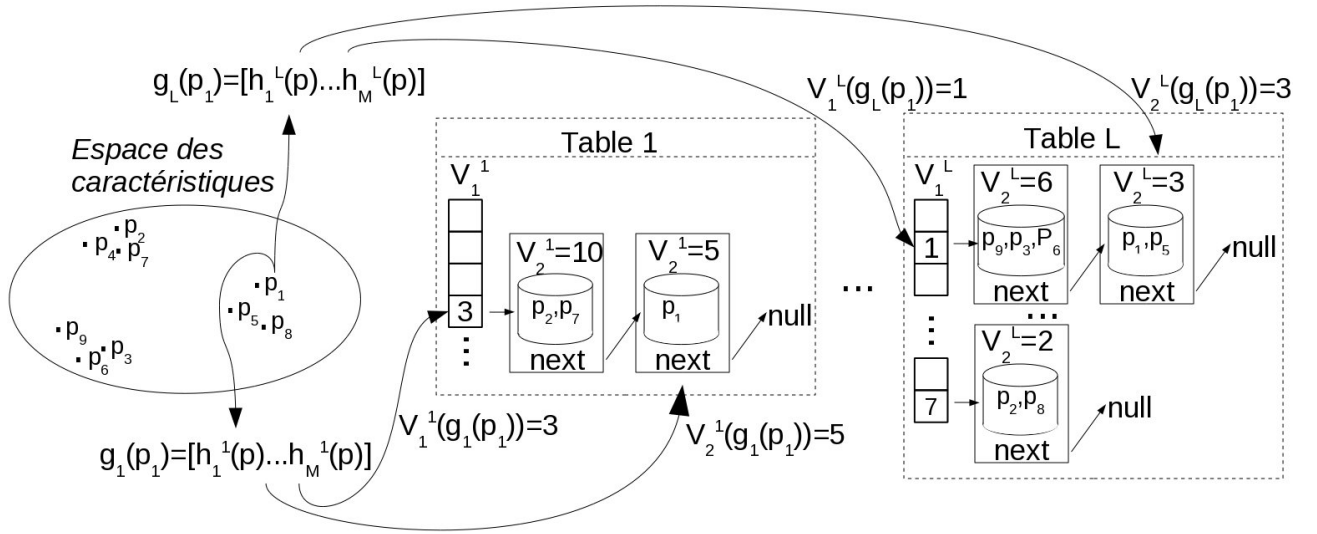 g_L(p_1)=[h_1^L(p)...h_M^L(p)]
V_1^L(g_L(p_1))=1
V_2^L(g_L(p_1))=3
Espace des
caractéristiques
.p_2
.p_4 .p_7
.p_1
.p_5 .p_8
.p_9
.p_6 .p_3
Table 1
V_1^1
3
⋮
V_2^1=10
p_2,p_7
next
V_2^1=5
p_1
next
null
...
Table L
V_1^L
1
⋮
7
V_2^L=6
p_9,p_3,P_6
next
V_2^L=3
p_1,p_5
next
null
...
V_2^L=2
p_2,p_8
next
null
V_1^1(g_1(p_1))=3
V_2^1(g_1(p_1))=5
g_1(p_1)=[h_1^1(p)...h_M^1(p)]